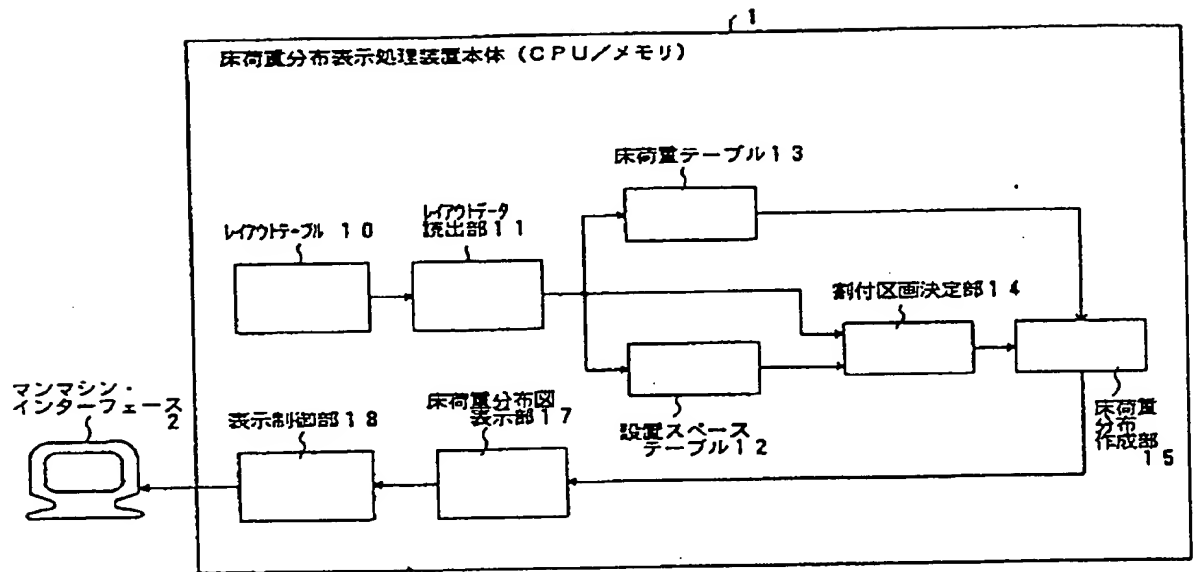 1
床荷重分布表示処理装置本体（CPU／メモリ）
床荷重テーブル13
レイアウトテーブル 10
レイアウトデータ
読出部11
割付区画決定部14
マンマシン・
インターフェース
2
表示制御部18
床荷重分布図
表示部17
設置スペース
テーブル12
床荷重
分布
作成部
15